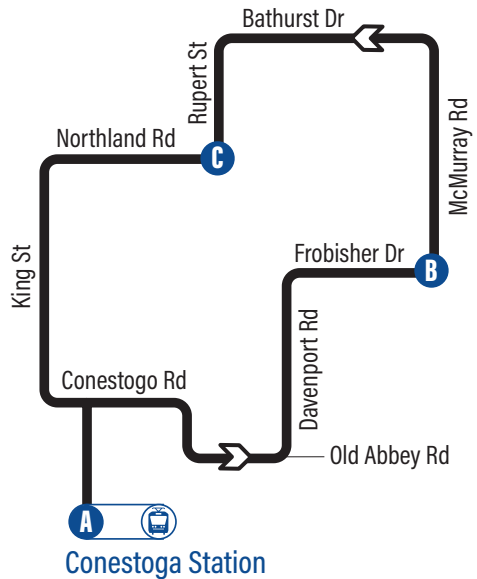 Bathurst Dr
Rupert St
McMurray Rd
Northland Rd
C
King St
Frobisher Dr
B
Davenport Rd
Conestogo Rd
Old Abbey Rd
A
Conestoga Station